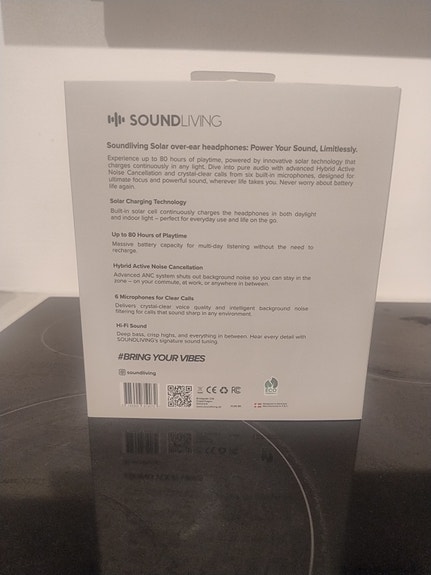 SOUNDLIVING
Soundliving Solar over-ear headphones: Power Your Sound, Limitlessly.
Experience up to 80 hours of playtime, powered by innovative solar technology that
charges continuously in any light. Dive into pure audio with advanced Hybrid Active
Noise Cancellation and crystal-clear calls from six built-in microphones, designed for
ultimate focus and powerful sound, wherever life takes you. Never worry about battery
life again.
Solar Charging Technology
Built-in solar cell continuously charges the headphones in both daylight
and indoor light – perfect for everyday use and life on the go.
Up to 80 Hours of Playtime
Massive battery capacity for multi-day listening without the need to
recharge.
Hybrid Active Noise Cancellation
Advanced ANC system shuts out background noise so you can stay in the
zone – on your commute, at work, or anywhere in between.
6 Microphones for Clear Calls
Delivers crystal-clear voice quality and intelligent background noise
filtering for calls that sound sharp in any environment.
Hi-Fi Sound
Deep bass, crisp highs, and everything in between. Hear every detail with
SOUNDLIVING's signature sound tuning.
#BRING YOUR VIBES
soundliving
CE
ECO